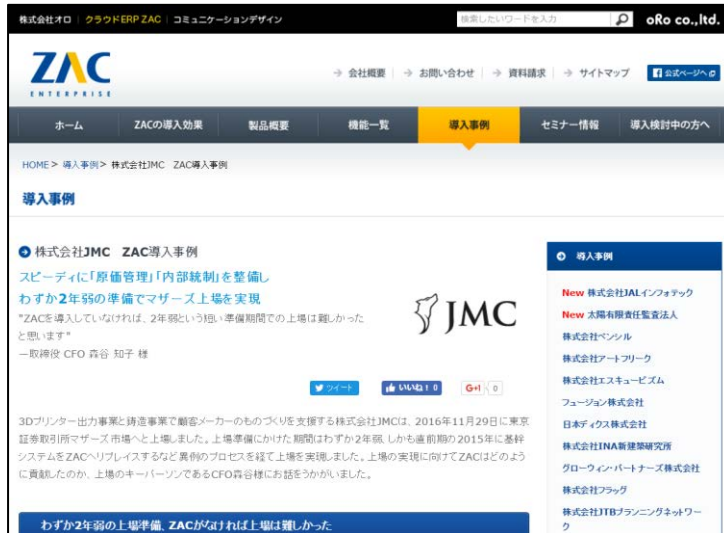 株式会社オロ | クラウドERP ZAC | コミュニケーションデザイン
検索したいワードを入力
oRo co.,ltd.
ZAC
ENTERPRISE
会社概要
お問い合わせ
資料請求
サイトマップ
公式ページへ
ホーム
ZACの導入効果
製品概要
機能一覧
導入事例
セミナー情報
導入検討中の方へ
HOME > 導入事例> 株式会社JMC ZAC導入事例
導入事例
株式会社JMC ZAC導入事例
スピーディに「原価管理」「内部統制」を整備し
わずか2年弱の準備でマザーズ上場を実現
"ZACを導入していなければ、2年弱という短い準備期間での上場は難しかった
と思います"
―取締役 CFO 森谷 知子 様
JMC
ツイート
いいね！ 0
G+1 0
3Dプリンター出力事業と鋳造事業で顧客メーカーのものづくりを支援する株式会社JMCは、2016年11月29日に東京
証券取引所マザーズ市場へと上場しました。上場準備にかけた期間はわずか2年弱、しかも直前期の2015年に基幹
システムをZACへリプレイスするなど異例のプロセスを経て上場を実現しました。上場の実現に向けてZACはどのよう
に貢献したのか、上場のキーパーソンであるCFO森谷様にお話をうかがいました。
わずか2年弱の上場準備、ZACがなければ上場は難しかった
導入事例
New 株式会社JALインフォテック
New 太陽有限責任監査法人
株式会社ペンシル
株式会社アートフリーク
株式会社エスキュービズム
フュージョン株式会社
日本ディクス株式会社
株式会社INA新建築研究所
グローウィン・パートナーズ株式会社
株式会社フラッグ
株式会社JTBプランニングネットワー
ク